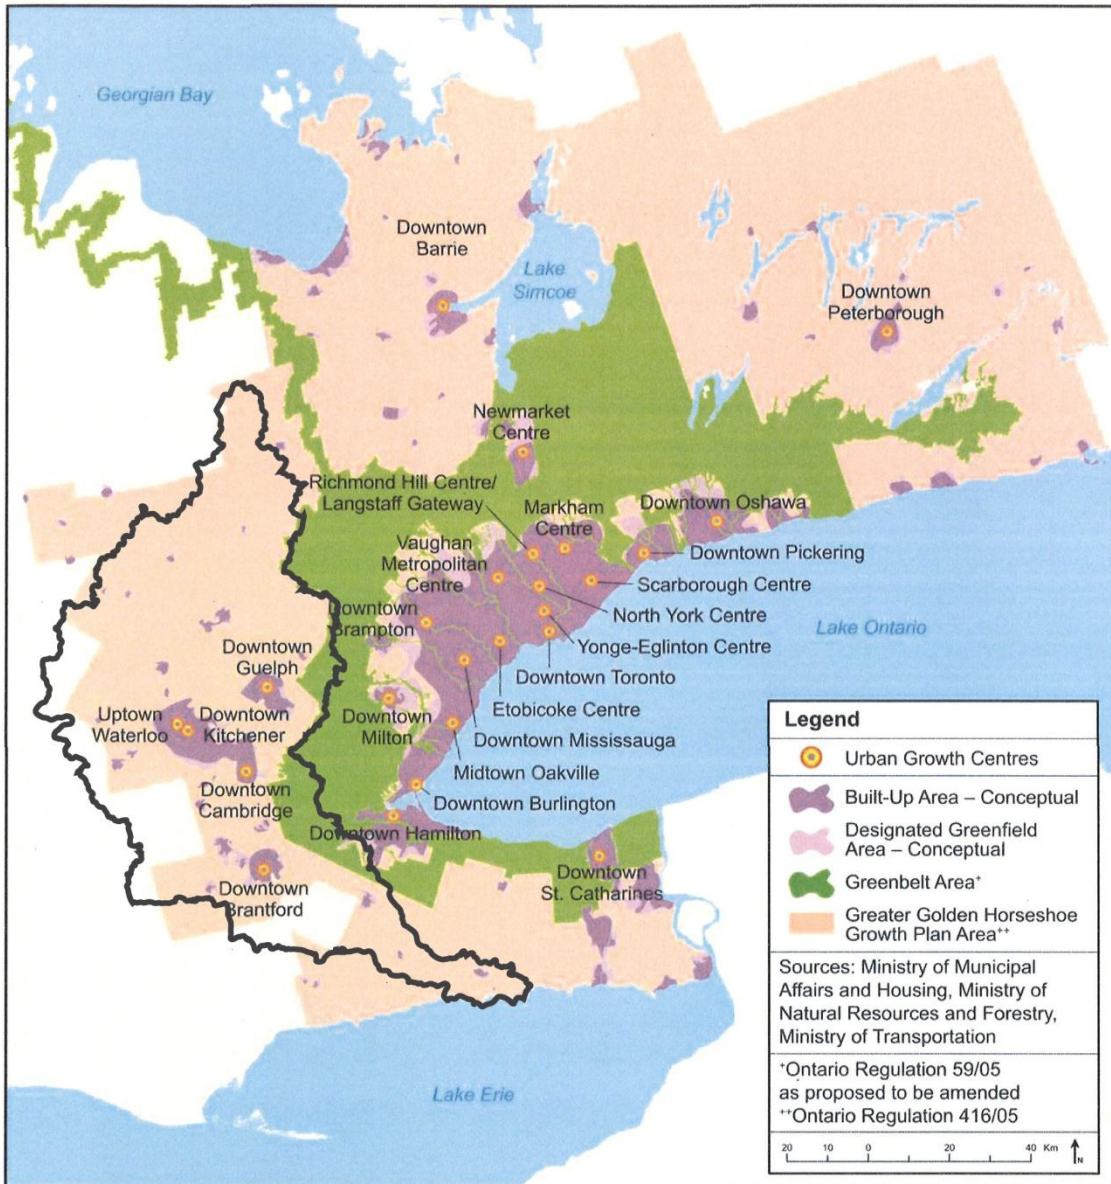 Georgian Bay
Downtown
Barrie
Lake
Simcoe
Downtown
Peterborough
Newmarket
Centre
Richmond Hill Centre/
Langstaff Gateway
Markham
Centre
Downtown Oshawa
Vaughan
Metropolitan
Centre
Downtown Pickering
Scarborough Centre
North York Centre
Downtown
Brampton
Yonge-Eglinton Centre
Lake Ontario
Downtown
Guelph
Downtown Toronto
Etobicoke Centre
Uptown
Waterloo
Downtown
Kitchener
Downtown
Milton
Downtown Mississauga
Midtown Oakville
Downtown
Cambridge
Downtown Burlington
Downtown Hamilton
Downtown
St. Catharines
Downtown
Brantford
Lake Erie
Legend
Urban Growth Centres
Built-Up Area – Conceptual
Designated Greenfield
Area – Conceptual
Greenbelt Area+
Greater Golden Horseshoe
Growth Plan Area++
Sources: Ministry of Municipal
Affairs and Housing, Ministry of
Natural Resources and Forestry,
Ministry of Transportation
+Ontario Regulation 59/05
as proposed to be amended
++Ontario Regulation 416/05
20 10 0 20 40 Km N